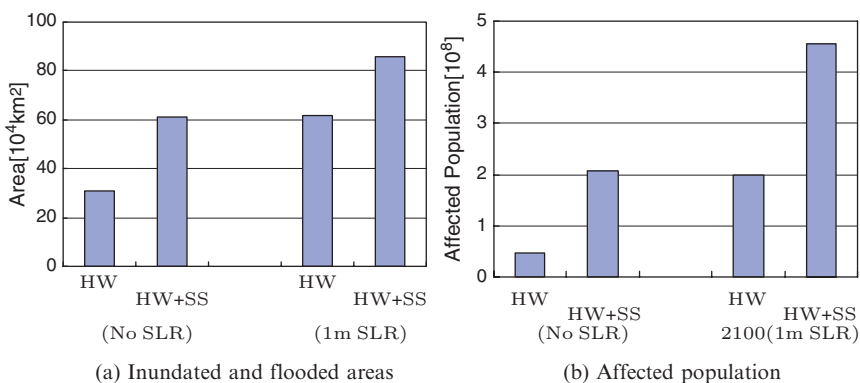 100
80
60
40
20
0
Area[10⁴km²]
HW
HW+SS
HW
HW+SS
(No SLR)
(1m SLR)
(a) Inundated and flooded areas
5
4
3
2
1
0
Affected Population[10⁸]
HW
HW+SS
HW
HW+SS
(No SLR)
2100(1m SLR)
(b) Affected population